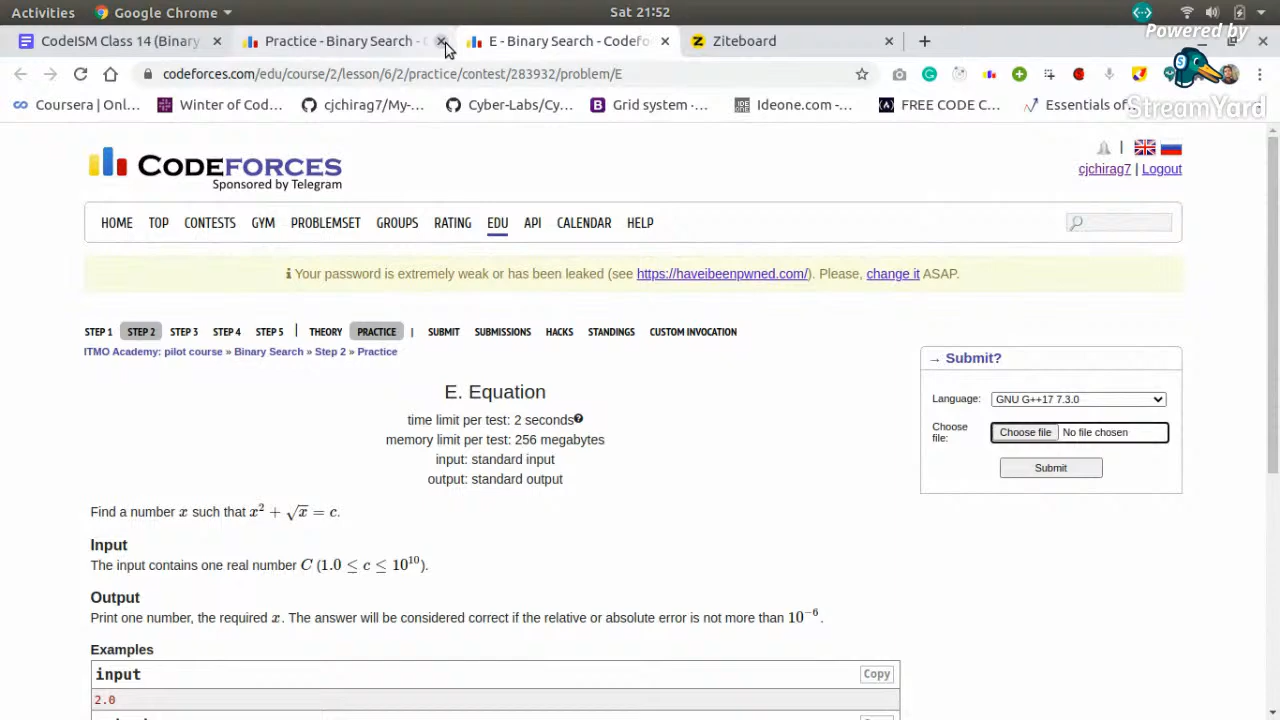 Activities Google Chrome Sat 21:52
Powered by
StreamYard
CodeISM Class 14 (Binary Practice - Binary Search - E - Binary Search - Codefo Ziteboard
codeforces.com/edu/course/2/lesson/6/2/practice/contest/283932/problem/E
Coursera | Onl... Winter of Cod... cjchirag7/My-... Cyber-Labs/Cy... Grid system -... Ideone.com -... FREE CODE C... Essentials of
CODEFORCES
Sponsored by Telegram
cjchirag7 | Logout
HOME TOP CONTESTS GYM PROBLEMSET GROUPS RATING EDU API CALENDAR HELP
Your password is extremely weak or has been leaked (see https://haveibeenpwned.com/). Please, change it ASAP.
STEP 1 STEP 2 STEP 3 STEP 4 STEP 5 | THEORY PRACTICE | SUBMIT SUBMISSIONS HACKS STANDINGS CUSTOM INVOCATION
ITMO Academy: pilot course » Binary Search » Step 2 » Practice
→ Submit?
Language: GNU G++17 7.3.0
Choose file: Choose file No file chosen
Submit
E. Equation
time limit per test: 2 seconds
memory limit per test: 256 megabytes
input: standard input
output: standard output
Find a number x such that x² + √x = c.
Input
The input contains one real number C (1.0 ≤ c ≤ 10¹⁰).
Output
Print one number, the required x. The answer will be considered correct if the relative or absolute error is not more than 10⁻⁶.
Examples
input Copy
2.0